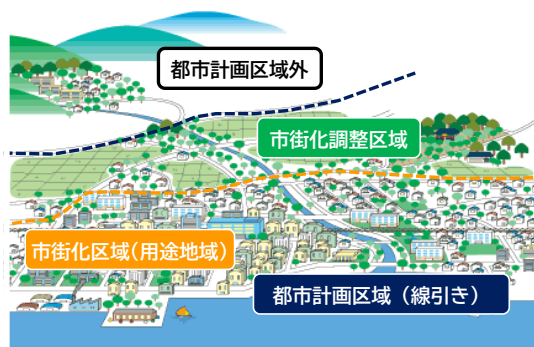 都市計画区域外
市街化調整区域
市街化区域(用途地域)
都市計画区域（線引き）